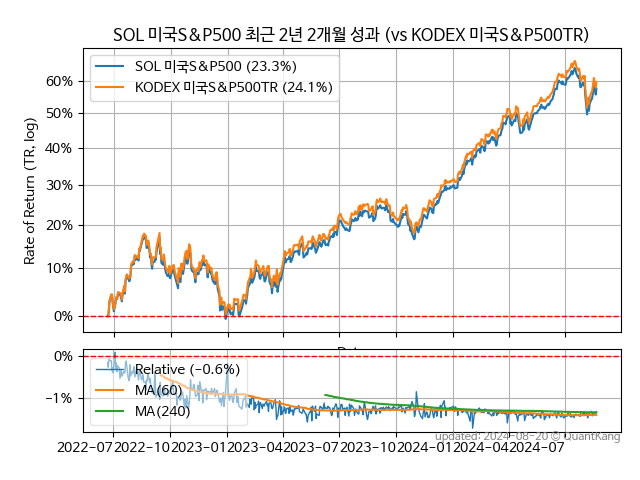 SOL 미국S&P500 최근 2년 2개월 성과 (vs KODEX 미국S&P500TR)
Rate of Return (TR, log)
60%
50%
40%
30%
20%
10%
0%
SOL 미국S&P500 (23.3%)
KODEX 미국S&P500TR (24.1%)
0%
−1%
Relative (−0.6%)
MA(60)
MA(240)
updated: 2024-08-20 © QuantKang
2022-07
2022-10
2023-01
2023-04
2023-07
2023-10
2024-01
2024-04
2024-07